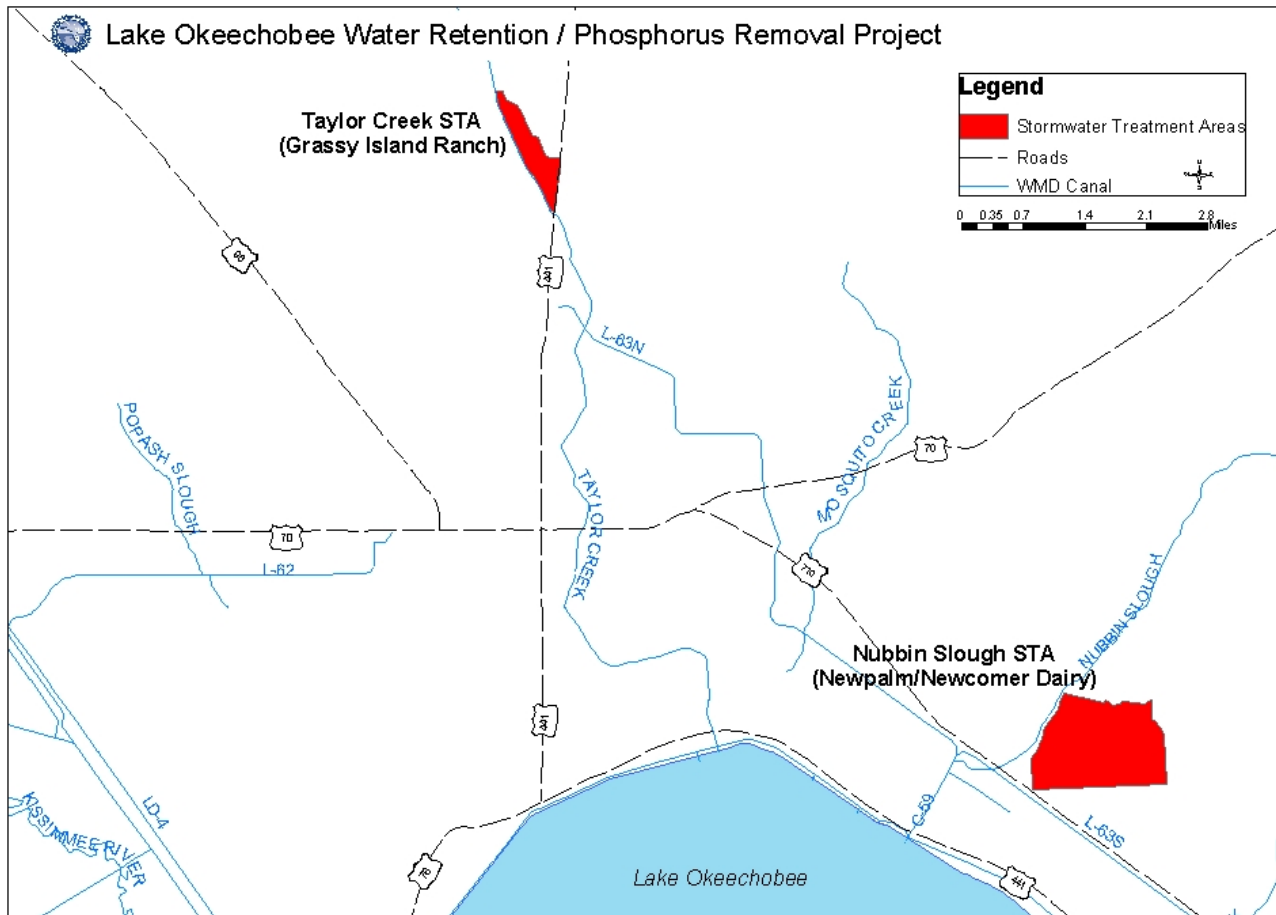 Lake Okeechobee Water Retention / Phosphorus Removal Project
Legend
Stormwater Treatment Areas
Roads
WMD Canal
0 0.35 0.7 1.4 2.1 2.8
Miles
Taylor Creek STA
(Grassy Island Ranch)
98
441
L-63N
POPASH SLOUGH
MOSQUITO CREEK
70
TAYLOR CREEK
70
L-62
710
NUBBIN SLOUGH
Nubbin Slough STA
(Newpalm/Newcomer Dairy)
441
LD-4
KISSIMMEE RIVER
C-59
L-63S
78
441
Lake Okeechobee